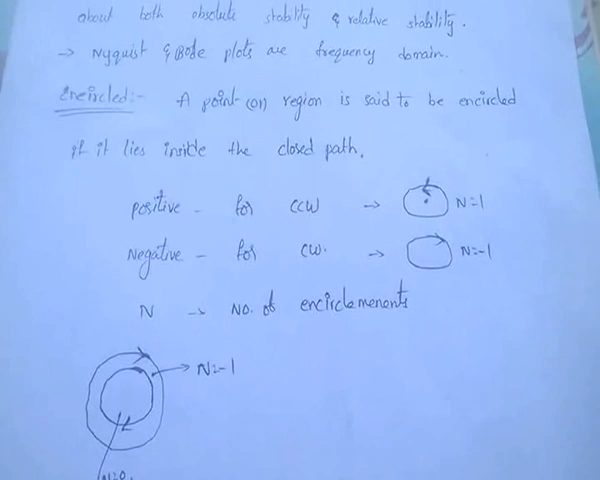 about both absolute stability & relative stability.
→ Nyquist & Bode plots are frequency domain.
Encircled:- A point (or) region is said to be encircled
if it lies inside the closed path.
positive - for CCW → N=1
Negative - for CW. → N=-1
N → No. of encirclements
→ N=-1
N=0.